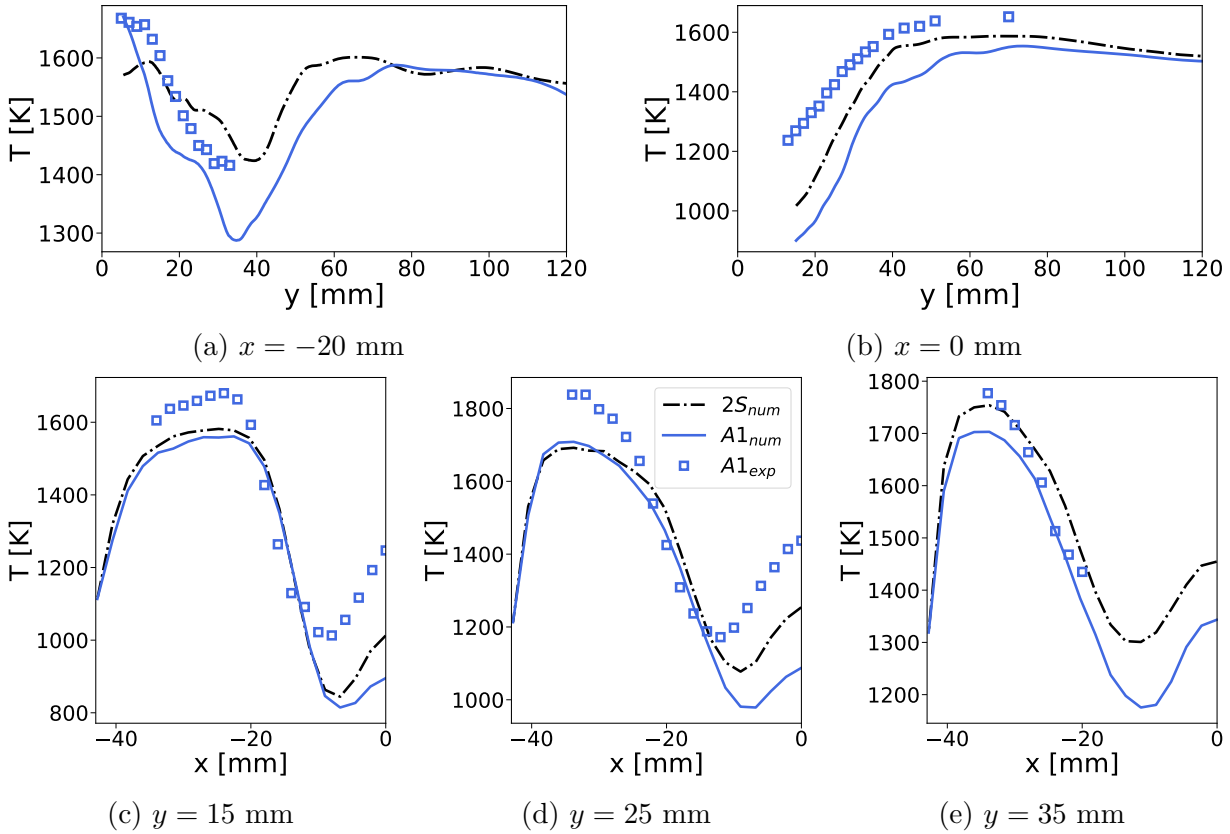 1600
1500
1400
1300
T [K]
0 20 40 60 80 100 120
y [mm]
(a) x = −20 mm
1600
1400
1200
1000
T [K]
0 20 40 60 80 100 120
y [mm]
(b) x = 0 mm
1600
1400
1200
1000
800
T [K]
−40 −20 0
x [mm]
(c) y = 15 mm
1800
1600
1400
1200
1000
T [K]
2S_num
A1_num
A1_exp
−40 −20 0
x [mm]
(d) y = 25 mm
1800
1700
1600
1500
1400
1300
1200
T [K]
−40 −20 0
x [mm]
(e) y = 35 mm